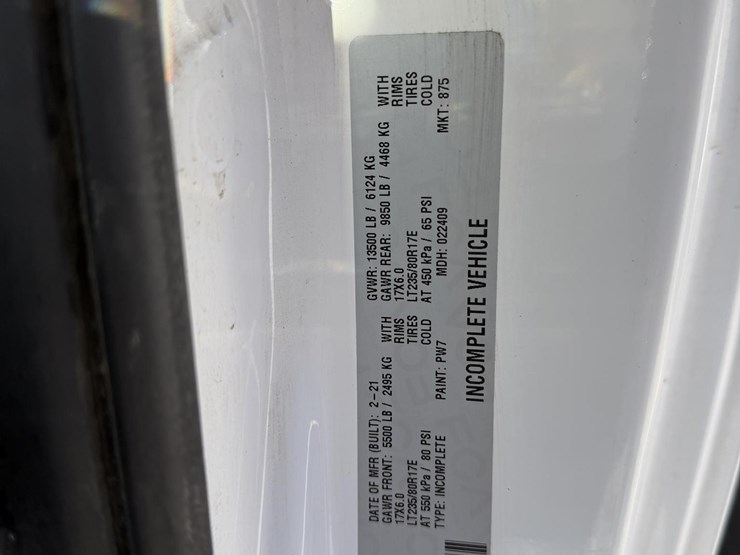 DATE OF MFR (BUILT): 2-21 GVWR: 13500 LB / 6124 KG
GAWR FRONT: 5500 LB / 2495 KG WITH GAWR REAR: 9850 LB / 4468 KG WITH
17X6.0 RIMS 17X6.0 RIMS
LT235/80R17E TIRES LT235/80R17E TIRES
AT 550 kPa / 80 PSI COLD AT 450 kPa / 65 PSI COLD
TYPE: INCOMPLETE PAINT: PW7 MDH: 022409 MKT: 875
INCOMPLETE VEHICLE